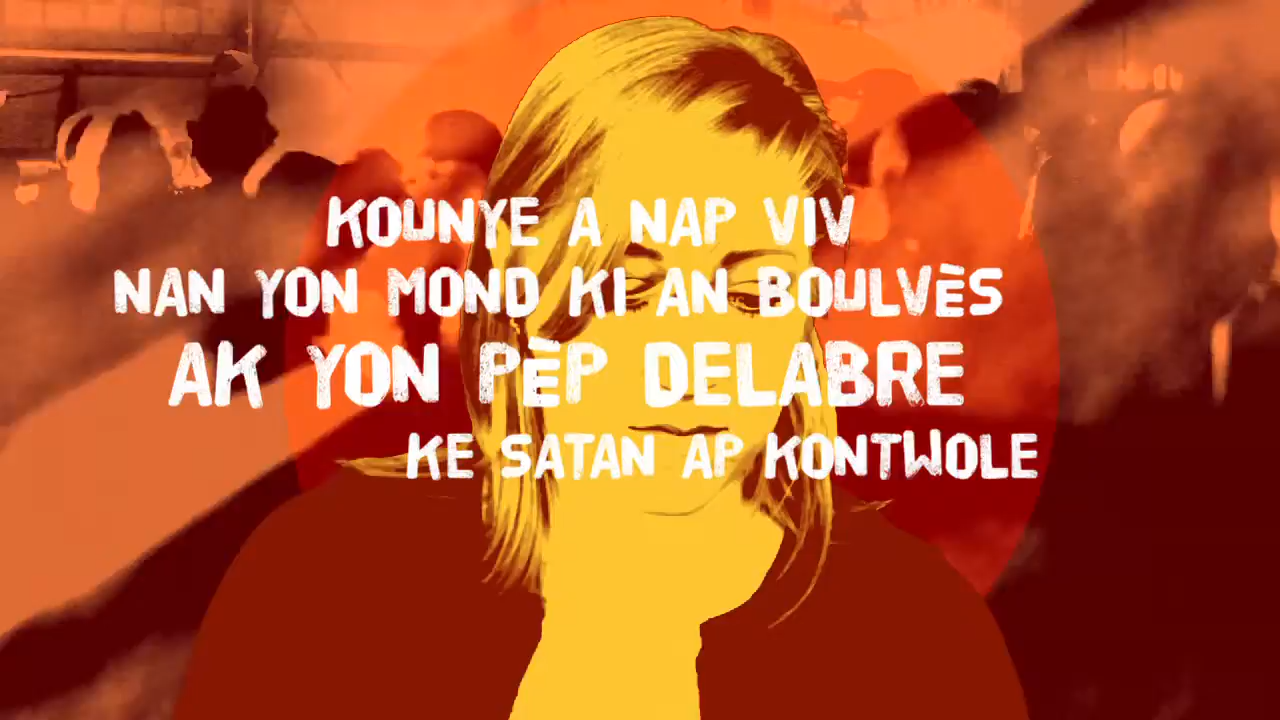 KOUNYE A NAP VIV
NAN YON MOND KI AN BOULVÈS
AK YON PÈP DELABRE
KE SATAN AP KONTWOLE